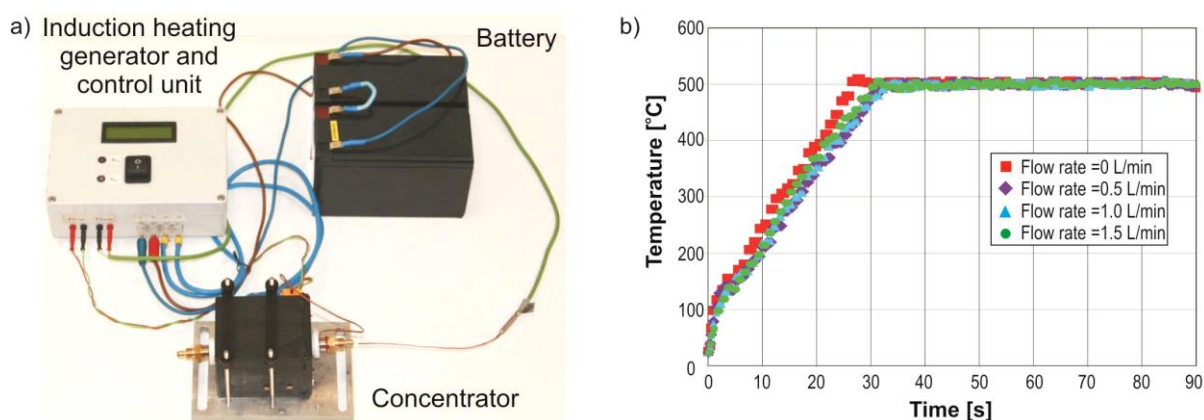 a)
Induction heating
generator and
control unit
Battery
Concentrator
b)
600
500
400
300
200
100
0
Temperature [°C]
0 10 20 30 40 50 60 70 80 90
Time [s]
Flow rate =0 L/min
Flow rate =0.5 L/min
Flow rate =1.0 L/min
Flow rate =1.5 L/min